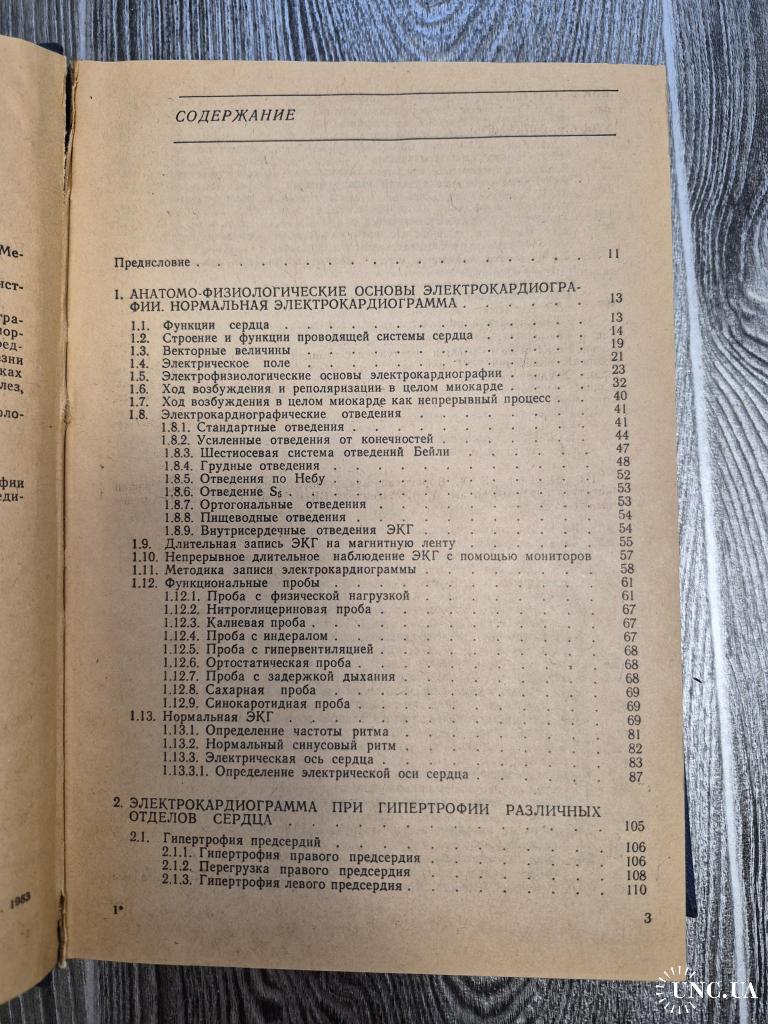 Ме-
ист-
гра-
пор-
ред-
езни
ках
лез,
оло-
фии
еди-
1983
СОДЕРЖАНИЕ
Предисловие . . . . . . . . . . . . . . . . . 11
1. АНАТОМО-ФИЗИОЛОГИЧЕСКИЕ ОСНОВЫ ЭЛЕКТРОКАРДИОГРА-
ФИИ. НОРМАЛЬНАЯ ЭЛЕКТРОКАРДИОГРАММА . . . . . . 13
1.1. Функции сердца . . . . . . . . . . . . . 13
1.2. Строение и функции проводящей системы сердца . . . . . 14
1.3. Векторные величины . . . . . . . . . . . . 19
1.4. Электрическое поле . . . . . . . . . . . . 21
1.5. Электрофизиологические основы электрокардиографии . . . . 23
1.6. Ход возбуждения и реполяризации в целом миокарде . . . . 32
1.7. Ход возбуждения в целом миокарде как непрерывный процесс . . 40
1.8. Электрокардиографические отведения . . . . . . . . 41
1.8.1. Стандартные отведения . . . . . . . . . . 41
1.8.2. Усиленные отведения от конечностей . . . . . . 44
1.8.3. Шестиосевая система отведений Бейли . . . . . . 47
1.8.4. Грудные отведения . . . . . . . . . . . 48
1.8.5. Отведения по Небу . . . . . . . . . . . 52
1.8.6. Отведение S5 . . . . . . . . . . . . 53
1.8.7. Ортогональные отведения . . . . . . . . . 53
1.8.8. Пищеводные отведения . . . . . . . . . . 54
1.8.9. Внутрисердечные отведения ЭКГ . . . . . . . 54
1.9. Длительная запись ЭКГ на магнитную ленту . . . . . . 55
1.10. Непрерывное длительное наблюдение ЭКГ с помощью мониторов 57
1.11. Методика записи электрокардиограммы . . . . . . . 58
1.12. Функциональные пробы . . . . . . . . . . . 61
1.12.1. Проба с физической нагрузкой . . . . . . . 61
1.12.2. Нитроглицериновая проба . . . . . . . . . 67
1.12.3. Калиевая проба . . . . . . . . . . . 67
1.12.4. Проба с индералом . . . . . . . . . . 67
1.12.5. Проба с гипервентиляцией . . . . . . . . 68
1.12.6. Ортостатическая проба . . . . . . . . . 68
1.12.7. Проба с задержкой дыхания . . . . . . . . 68
1.12.8. Сахарная проба . . . . . . . . . . . 69
1.12.9. Синокаротидная проба . . . . . . . . . 69
1.13. Нормальная ЭКГ . . . . . . . . . . . . 69
1.13.1. Определение частоты ритма . . . . . . . . 81
1.13.2. Нормальный синусовый ритм . . . . . . . . 82
1.13.3. Электрическая ось сердца . . . . . . . . . 83
1.13.3.1. Определение электрической оси сердца . . . . . 87
2. ЭЛЕКТРОКАРДИОГРАММА ПРИ ГИПЕРТРОФИИ РАЗЛИЧНЫХ
ОТДЕЛОВ СЕРДЦА . . . . . . . . . . . . . 105
2.1. Гипертрофия предсердий . . . . . . . . . . . 106
2.1.1. Гипертрофия правого предсердия . . . . . . . 106
2.1.2. Перегрузка правого предсердия . . . . . . . . 108
2.1.3. Гипертрофия левого предсердия . . . . . . . . 110
1*
3
UNC.UA